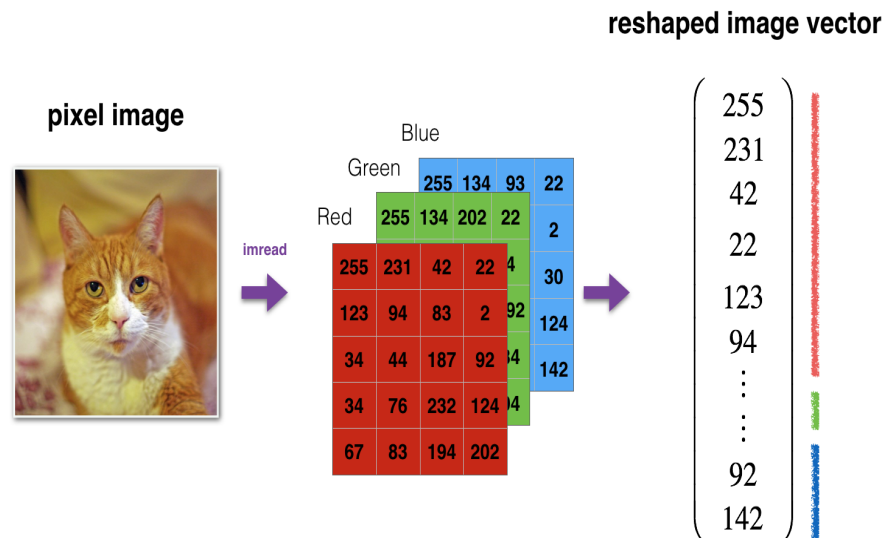 reshaped image vector
pixel image
Blue
Green
Red
imread
255 134 93 22
2
30
124
142
255 134 202 22
255 231 42 22
123 94 83 2
34 44 187 92
34 76 232 124
67 83 194 202
255
231
42
22
123
94
92
142